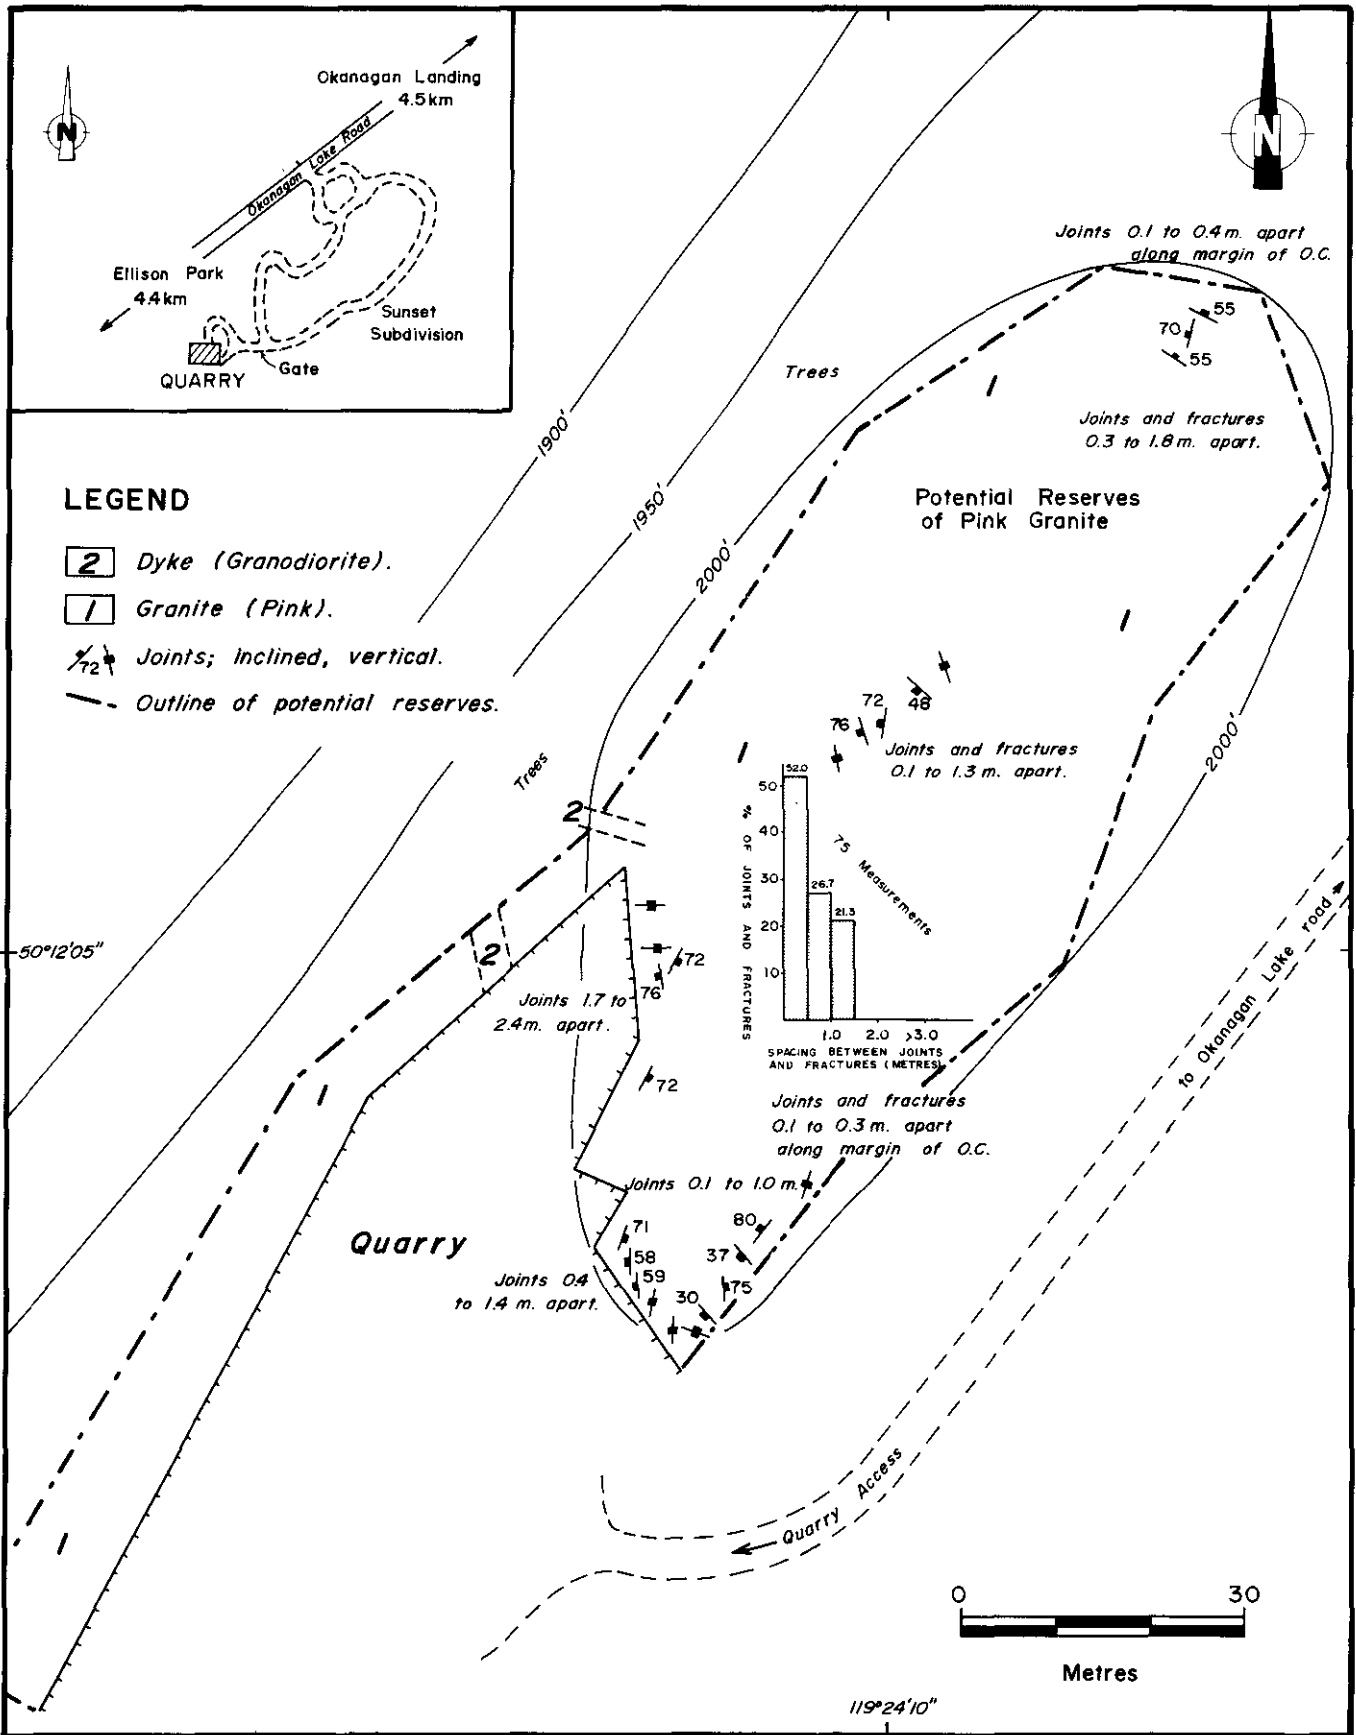 Okanagan Landing
4.5km
N
Okanagan Lake Road
Ellison Park
4.4km
Sunset
Subdivision
Gate
QUARRY
N
Joints 0.1 to 0.4m. apart
along margin of O.C.
55
70
55
Trees
Joints and fractures
0.3 to 1.8m. apart.
1900'
1950'
2000'
Potential Reserves
of Pink Granite
LEGEND
2 Dyke (Granodiorite).
1 Granite (Pink).
72 Joints; Inclined, vertical.
Outline of potential reserves.
48
72
76
Joints and fractures
0.1 to 1.3 m. apart.
2000'
Trees
2
52.0
50
40
30
20
10
26.7
21.3
% OF JOINTS AND FRACTURES
75 Measurements
1.0 2.0 >3.0
SPACING BETWEEN JOINTS
AND FRACTURES (METRES)
50°12'05"
2
72
76
Joints 1.7 to
2.4m. apart.
72
to Okanagan Lake road
Joints and fractures
0.1 to 0.3 m. apart
along margin of O.C.
Joints 0.1 to 1.0 m.
Quarry
71
58
59
80
37
75
30
Joints 0.4
to 1.4 m. apart.
Quarry Access
0 30
Metres
119°24'10"